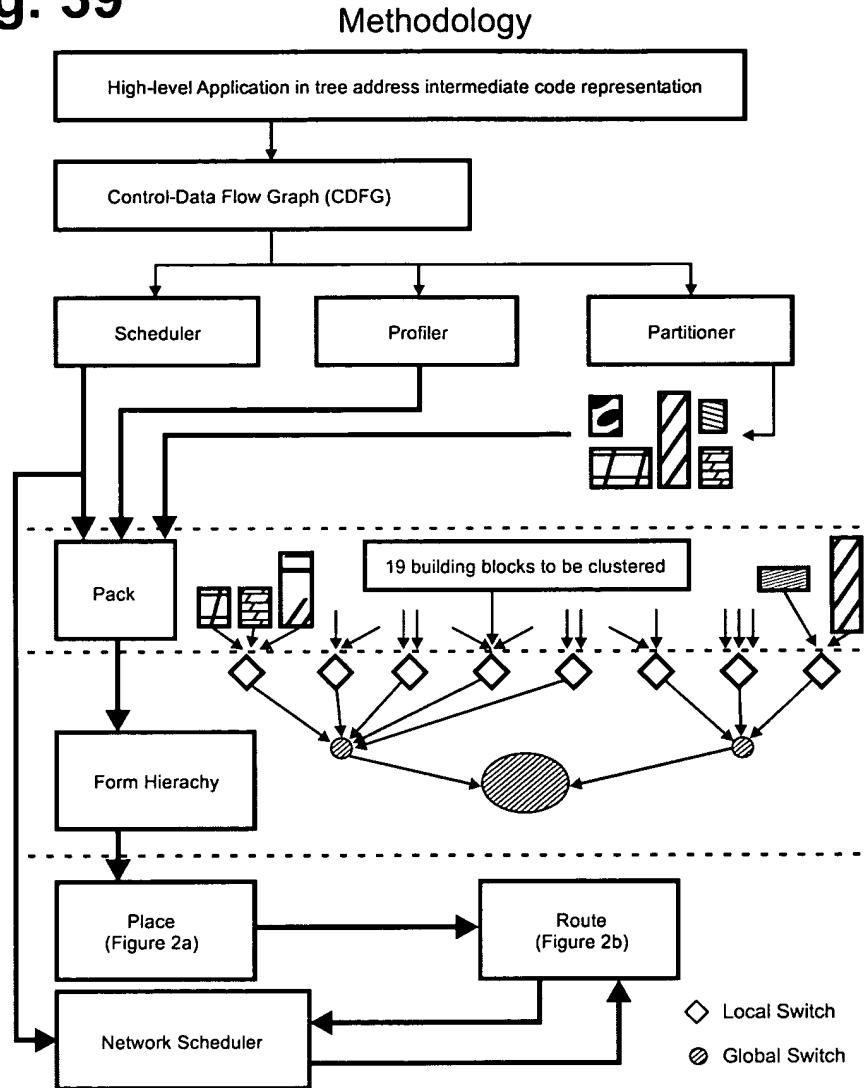 g. 39
Methodology
High-level Application in tree address intermediate code representation
Control-Data Flow Graph (CDFG)
Scheduler
Profiler
Partitioner
Pack
19 building blocks to be clustered
Form Hierachy
Place
(Figure 2a)
Route
(Figure 2b)
Network Scheduler
Local Switch
Global Switch